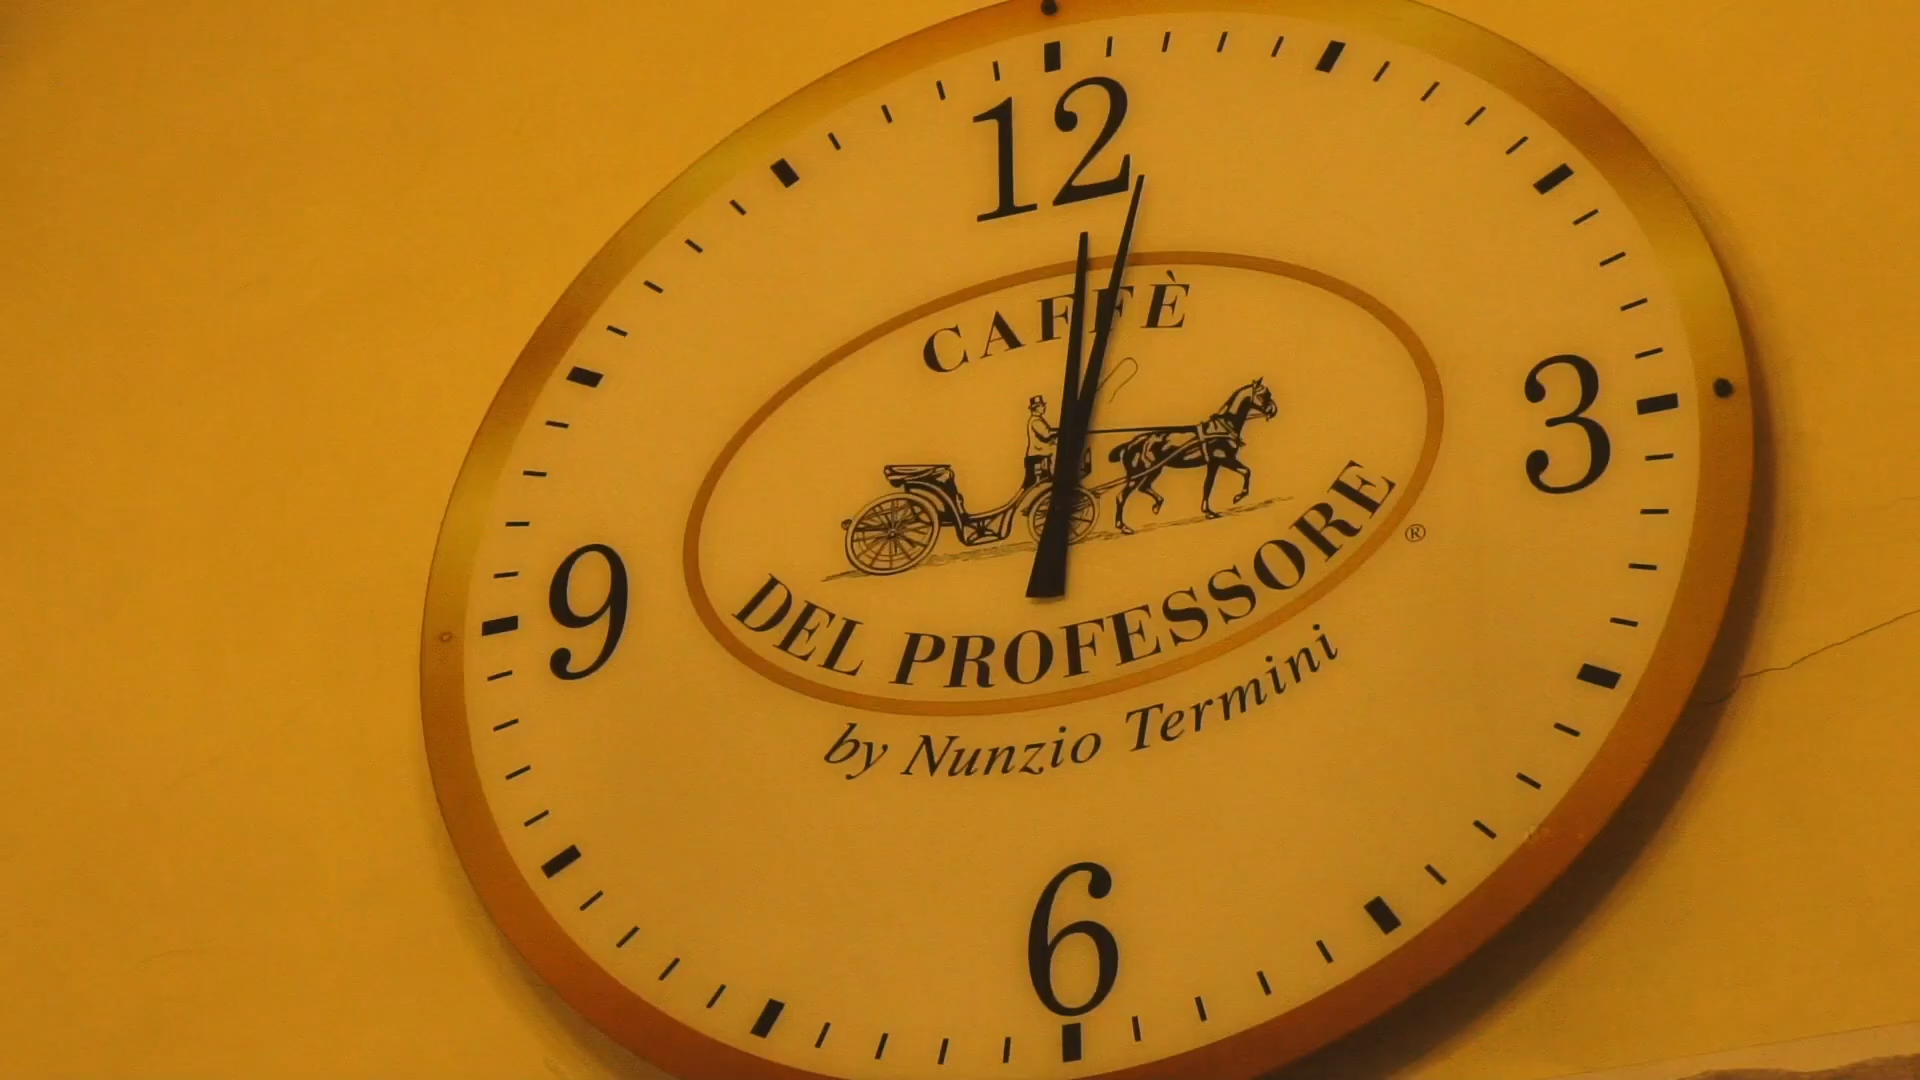 12
CAFFÈ
3
9
DEL PROFESSORE ®
by Nunzio Termini
6